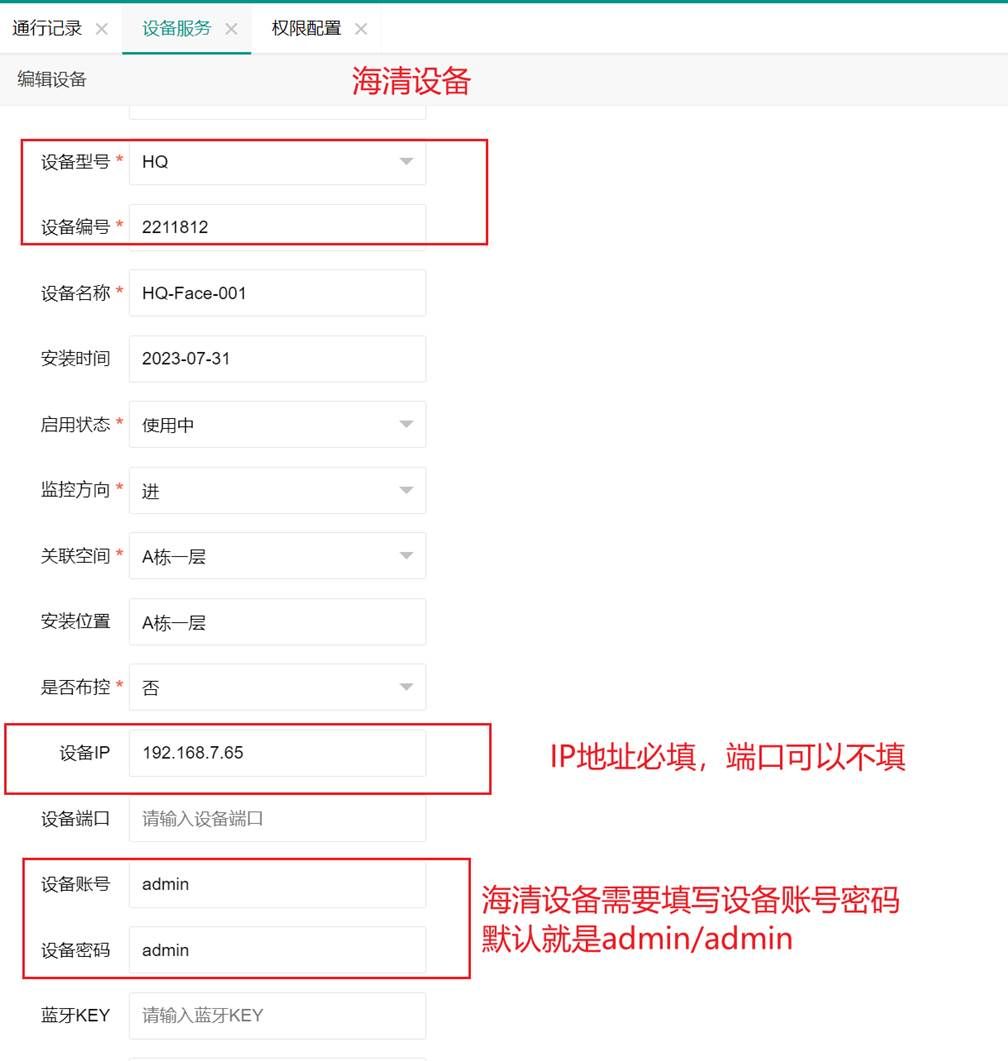 通行记录 设备服务 权限配置
编辑设备 海清设备
设备型号 * HQ
设备编号 * 2211812
设备名称 * HQ-Face-001
安装时间 2023-07-31
启用状态 * 使用中
监控方向 * 进
关联空间 * A栋一层
安装位置 A栋一层
是否布控 * 否
设备IP 192.168.7.65 IP地址必填，端口可以不填
设备端口 请输入设备端口
设备账号 admin 海清设备需要填写设备账号密码
默认就是admin/admin
设备密码 admin
蓝牙KEY 请输入蓝牙KEY